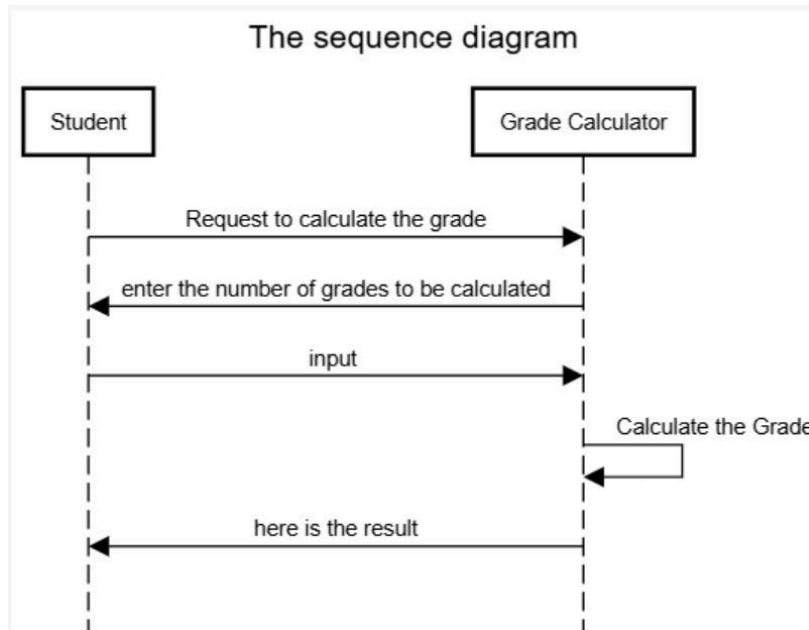 The sequence diagram
Student
Grade Calculator
Request to calculate the grade
enter the number of grades to be calculated
input
Calculate the Grade
here is the result